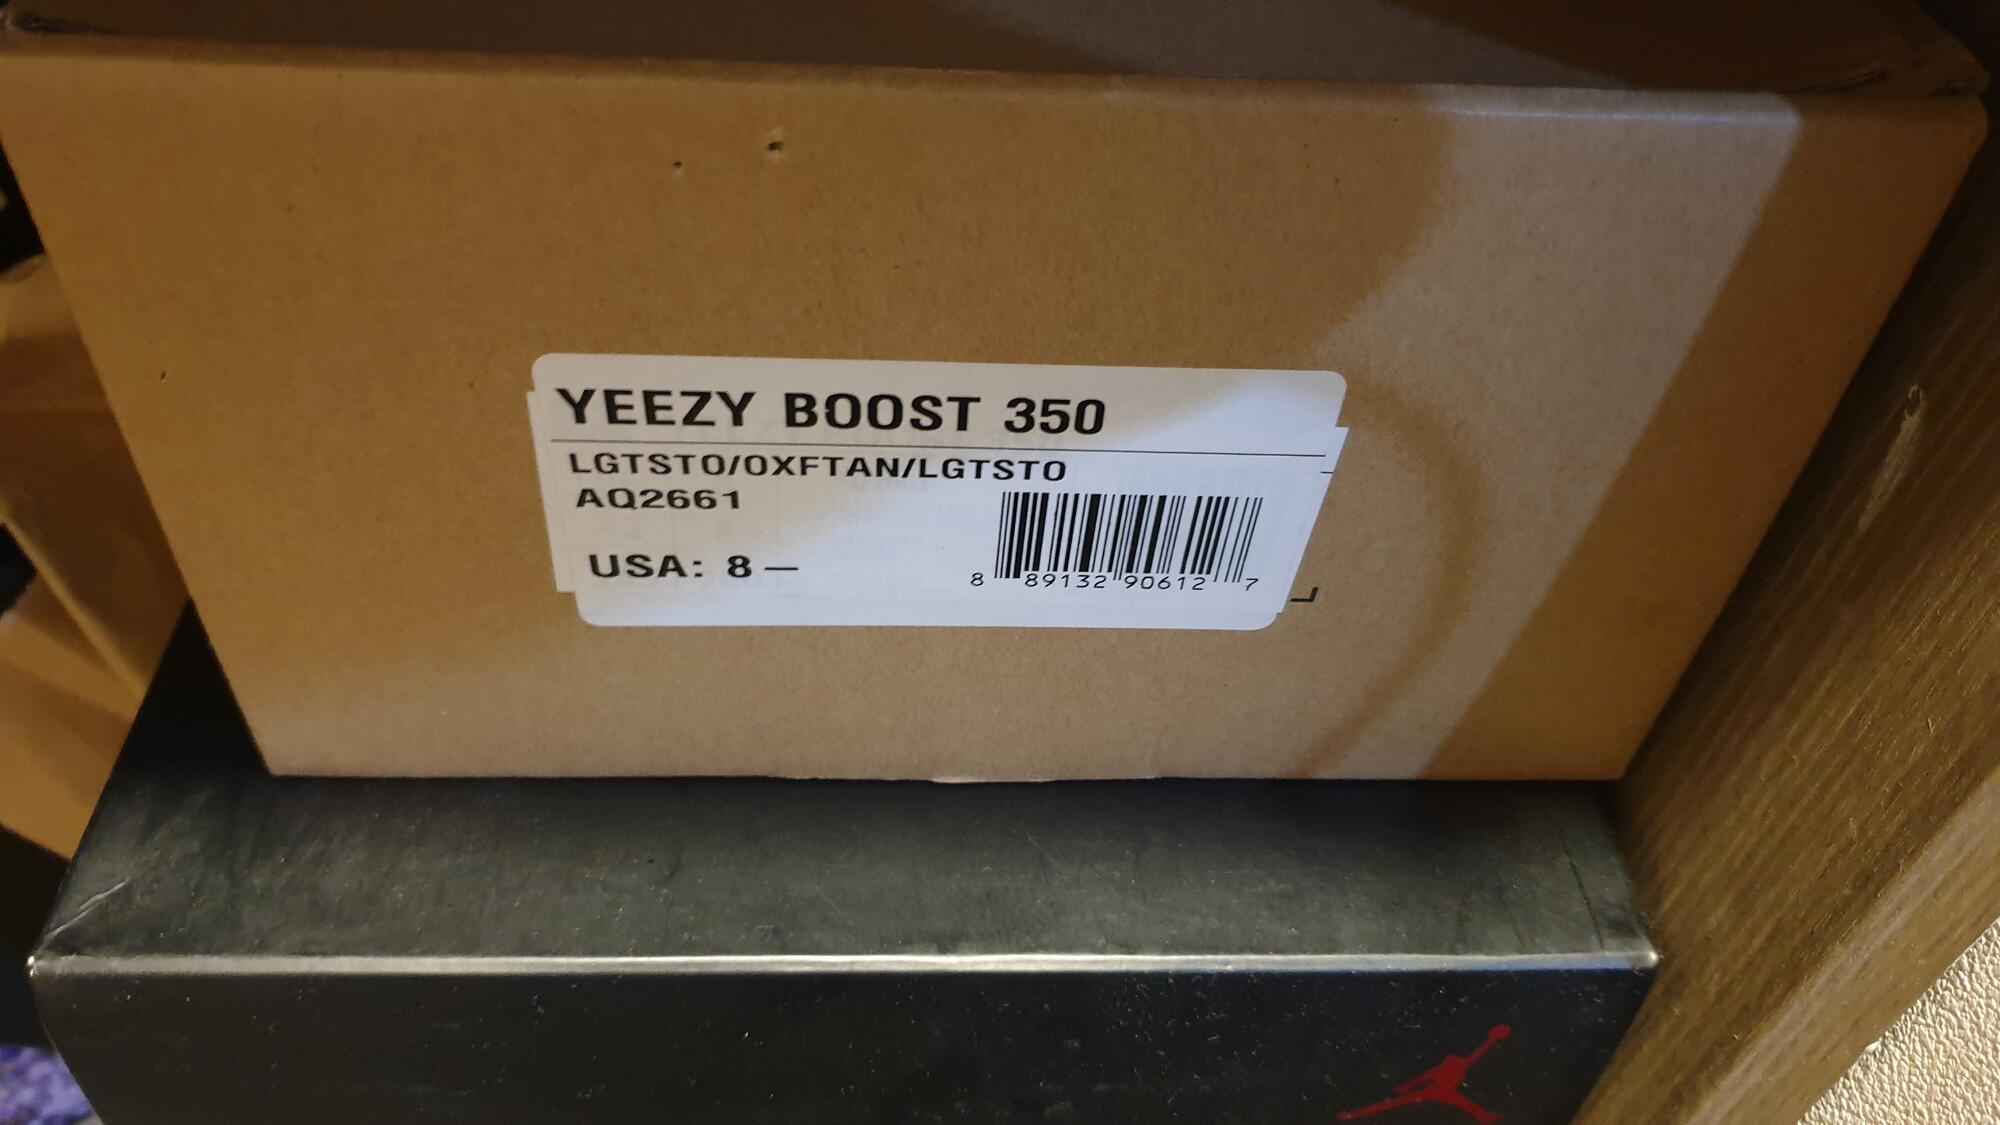 YEEZY BOOST 350
LGTSTO/OXFTAN/LGTSTO
AQ2661
USA: 8 –
8 89132 90612 7